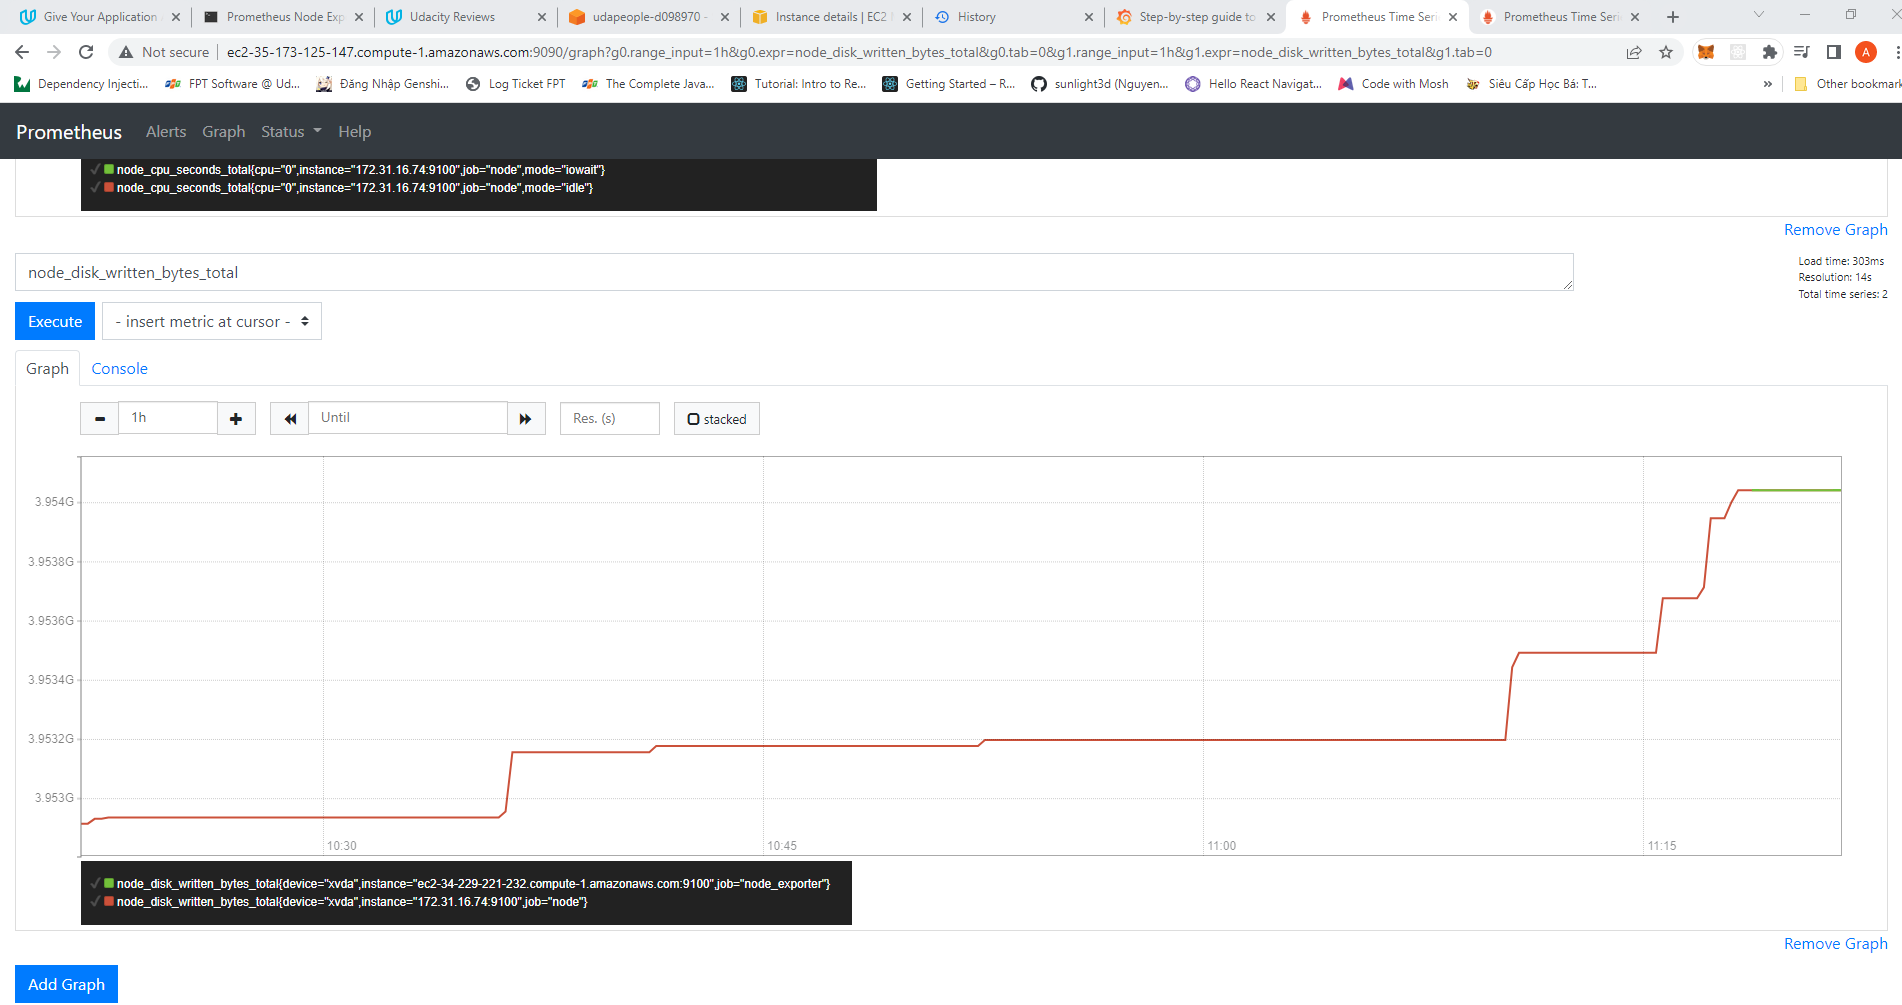 Give Your Application
Prometheus Node Exp
Udacity Reviews
udapeople-d098970 -
Instance details | EC2
History
Step-by-step guide to
Prometheus Time Seri
Prometheus Time Seri
Not secure
ec2-35-173-125-147.compute-1.amazonaws.com:9090/graph?g0.range_input=1h&g0.expr=node_disk_written_bytes_total&g0.tab=0&g1.range_input=1h&g1.expr=node_disk_written_bytes_total&g1.tab=0
A
Dependency Injecti...
FPT Software @ Ud...
Đăng Nhập Genshi...
Log Ticket FPT
The Complete Java...
Tutorial: Intro to Re...
Getting Started – R...
sunlight3d (Nguyen...
Hello React Navigat...
Code with Mosh
Siêu Cấp Học Bá: T...
»
Other bookmark
Prometheus
Alerts
Graph
Status
Help
node_cpu_seconds_total{cpu="0",instance="172.31.16.74:9100",job="node",mode="iowait"}
node_cpu_seconds_total{cpu="0",instance="172.31.16.74:9100",job="node",mode="idle"}
Remove Graph
node_disk_written_bytes_total
Load time: 303ms
Resolution: 14s
Total time series: 2
Execute
- insert metric at cursor -
Graph
Console
1h
Until
Res. (s)
stacked
3.954G
3.9538G
3.9536G
3.9534G
3.9532G
3.953G
10:30
10:45
11:00
11:15
node_disk_written_bytes_total{device="xvda",instance="ec2-34-229-221-232.compute-1.amazonaws.com:9100",job="node_exporter"}
node_disk_written_bytes_total{device="xvda",instance="172.31.16.74:9100",job="node"}
Remove Graph
Add Graph